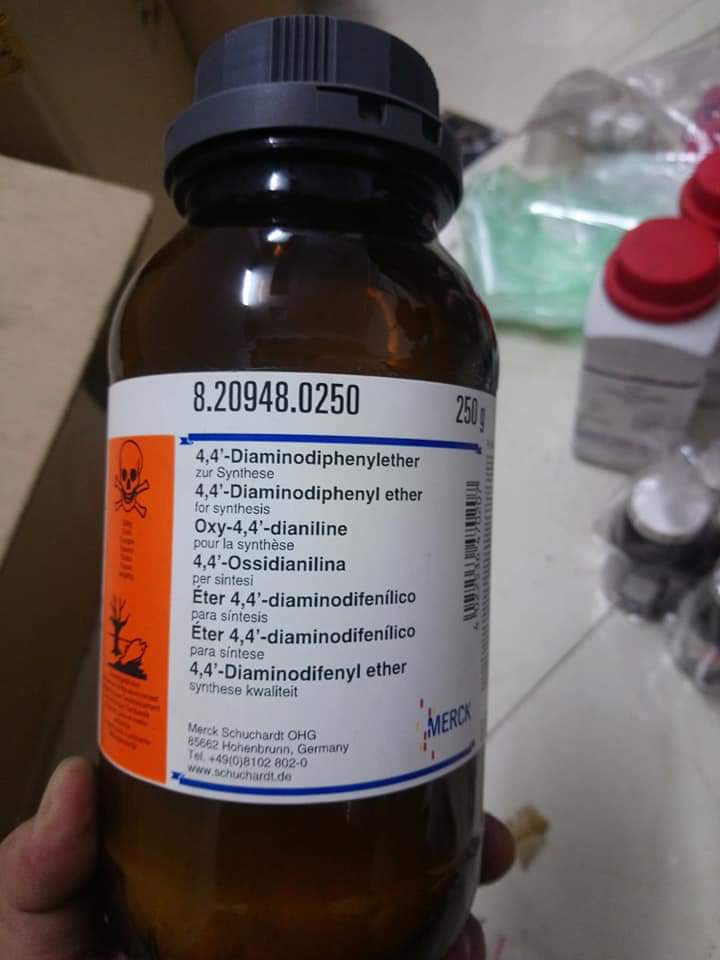 8.20948.0250
250 g
4,4'-Diaminodiphenylether
zur Synthese
4,4'-Diaminodiphenyl ether
for synthesis
Oxy-4,4'-dianiline
pour la synthèse
4,4'-Ossidianilina
per sintesi
Éter 4,4'-diaminodifenílico
para síntesis
Éter 4,4'-diaminodifenílico
para síntese
4,4'-Diaminodifenyl ether
synthese kwaliteit
Merck Schuchardt OHG
85662 Hohenbrunn, Germany
Tel. +49(0)8102 802-0
www.schuchardt.de
MERCK